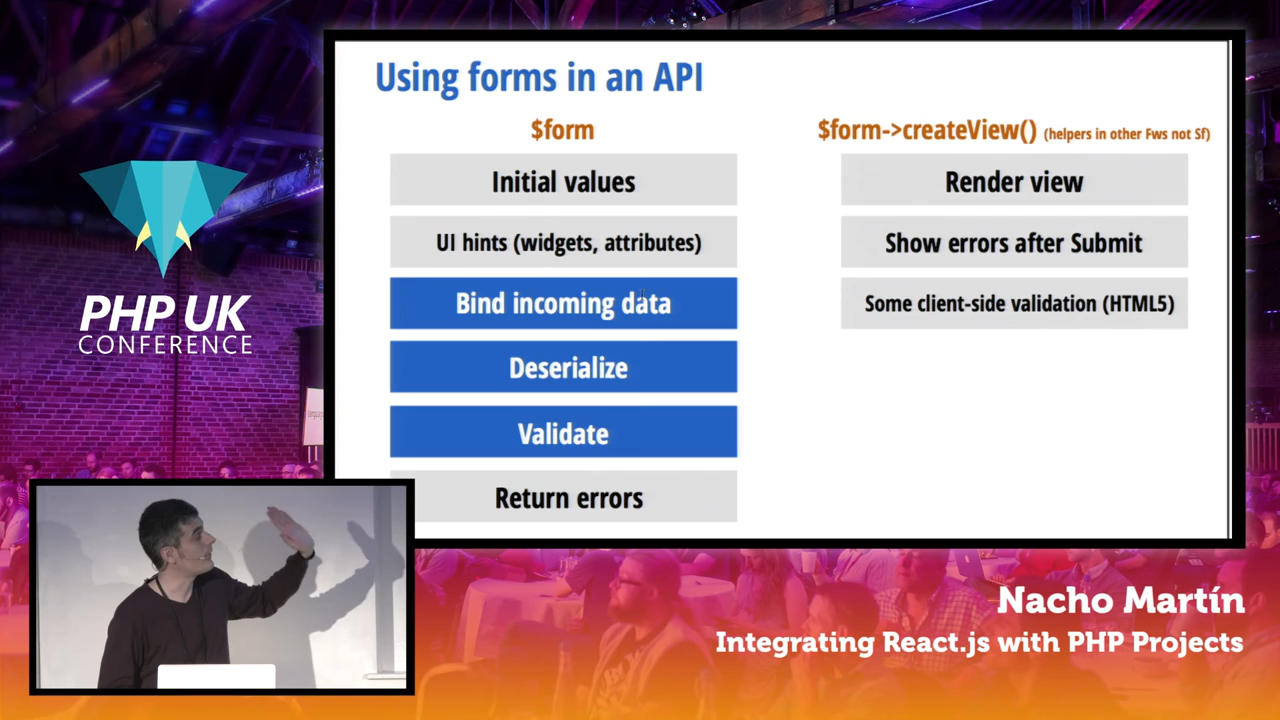 Using forms in an API
$form
Initial values
UI hints (widgets, attributes)
Bind incoming data
Deserialize
Validate
Return errors
$form->createView() (helpers in other Fws not Sf)
Render view
Show errors after Submit
Some client-side validation (HTML5)
PHP UK
CONFERENCE
Nacho Martín
Integrating React.js with PHP Projects